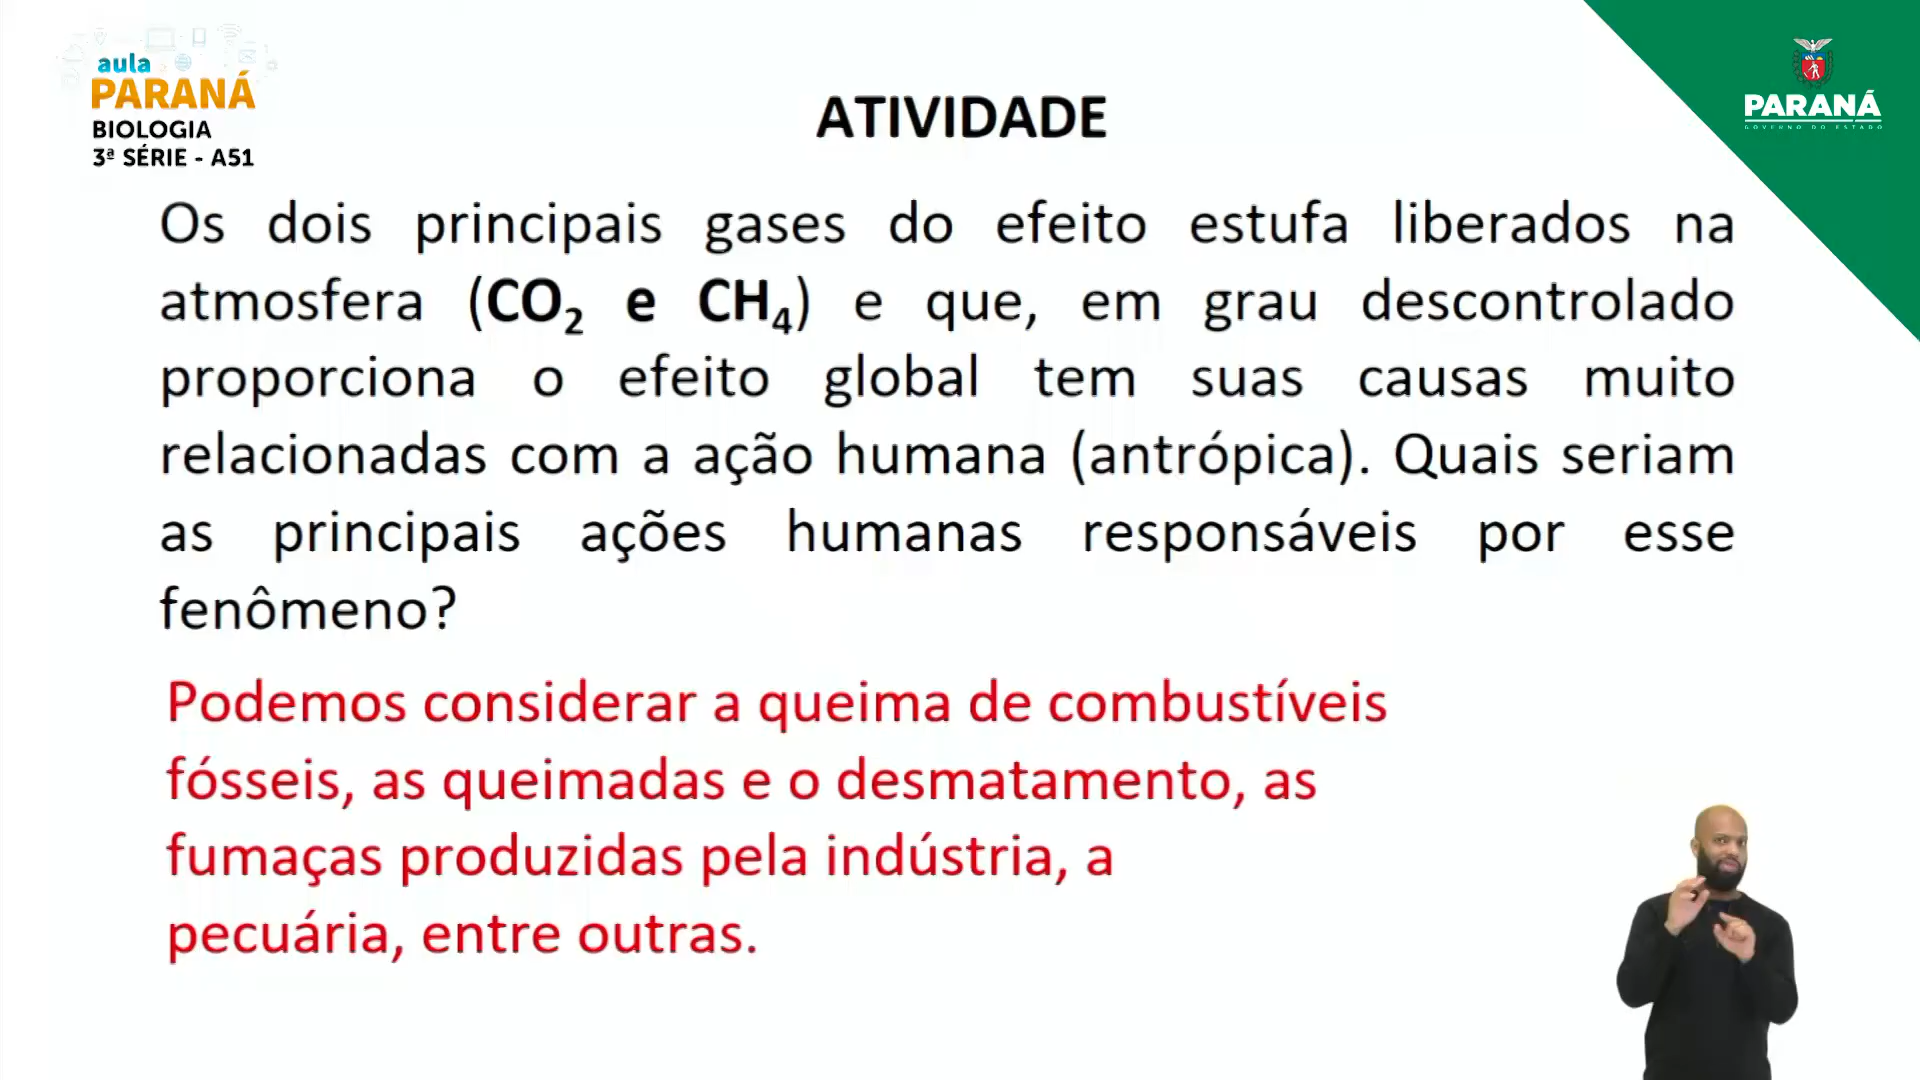 aula
PARANÁ
BIOLOGIA
3ª SÉRIE - A51
PARANÁ
GOVERNO DO ESTADO
ATIVIDADE
Os dois principais gases do efeito estufa liberados na
atmosfera (CO₂ e CH₄) e que, em grau descontrolado
proporciona o efeito global tem suas causas muito
relacionadas com a ação humana (antrópica). Quais seriam
as principais ações humanas responsáveis por esse
fenômeno?
Podemos considerar a queima de combustíveis
fósseis, as queimadas e o desmatamento, as
fumaças produzidas pela indústria, a
pecuária, entre outras.